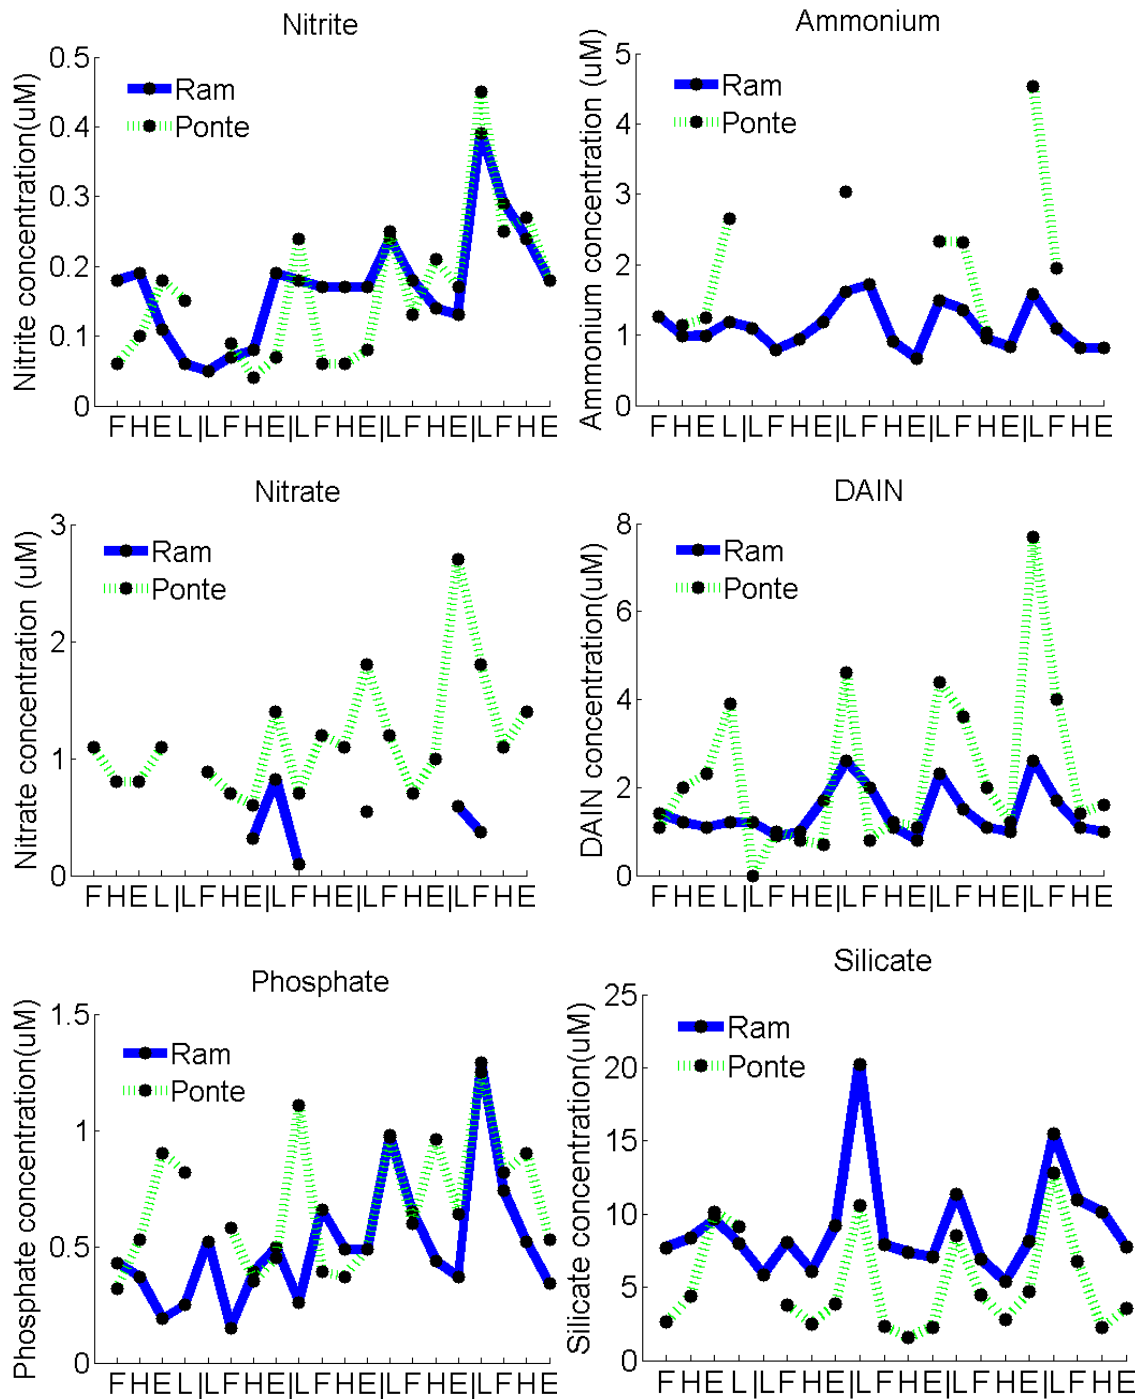 Nitrite
Nitrite concentration(uM)
0.5
0.4
0.3
0.2
0.1
0
Ram
Ponte
F H E L |L F H E |L F H E |L F H E |L F H E
Ammonium
Ammonium concentration (uM)
5
4
3
2
1
0
Ram
Ponte
F H E L |L F H E |L F H E |L F H E |L F H E
Nitrate
Nitrate concentration (uM)
3
2
1
0
Ram
Ponte
F H E L |L F H E |L F H E |L F H E |L F H E
DAIN
DAIN concentration(uM)
8
6
4
2
0
Ram
Ponte
F H E L |L F H E |L F H E |L F H E |L F H E
Phosphate
Phosphate concentration(uM)
1.5
1
0.5
0
Ram
Ponte
F H E L |L F H E |L F H E |L F H E |L F H E
Silicate
Silicate concentration(uM)
25
20
15
10
5
0
Ram
Ponte
F H E L |L F H E |L F H E |L F H E |L F H E